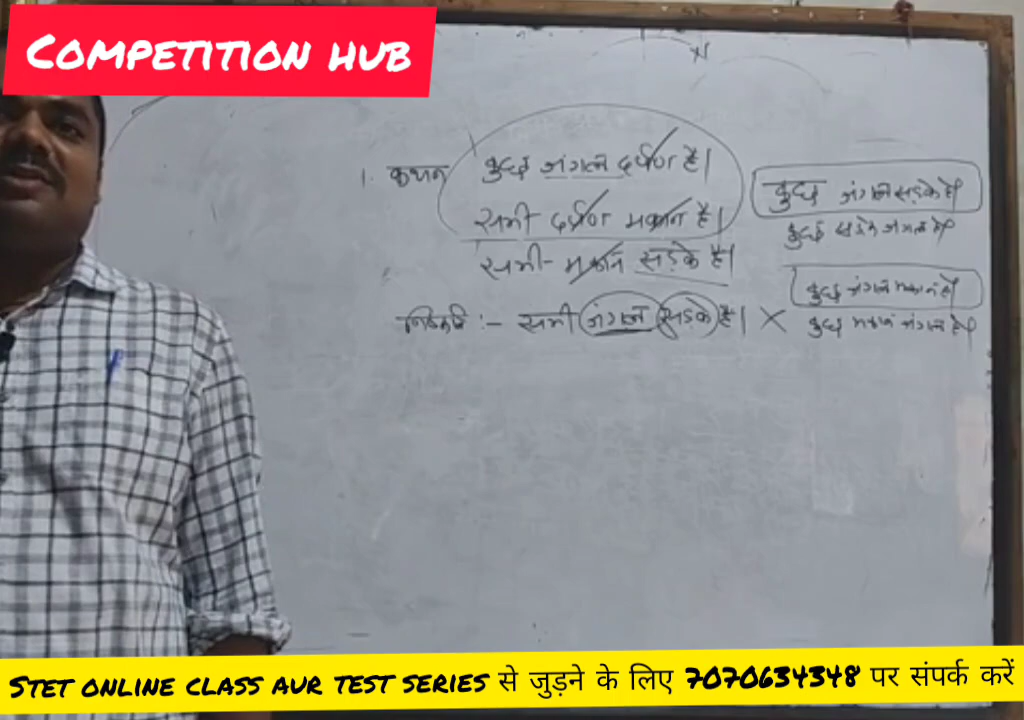 COMPETITION HUB
1. कथन कुछ जंगल दर्पण है।
सभी दर्पण मकान है।
सभी मकान सड़के है।
निष्कर्ष :- सभी जंगल सड़के है। ×
कुछ जंगल सड़के है।
कुछ सड़के जंगल है।
कुछ जंगल मकान है।
कुछ मकान जंगल है।
STET ONLINE CLASS AUR TEST SERIES से जुड़ने के लिए 7070634348 पर संपर्क करें